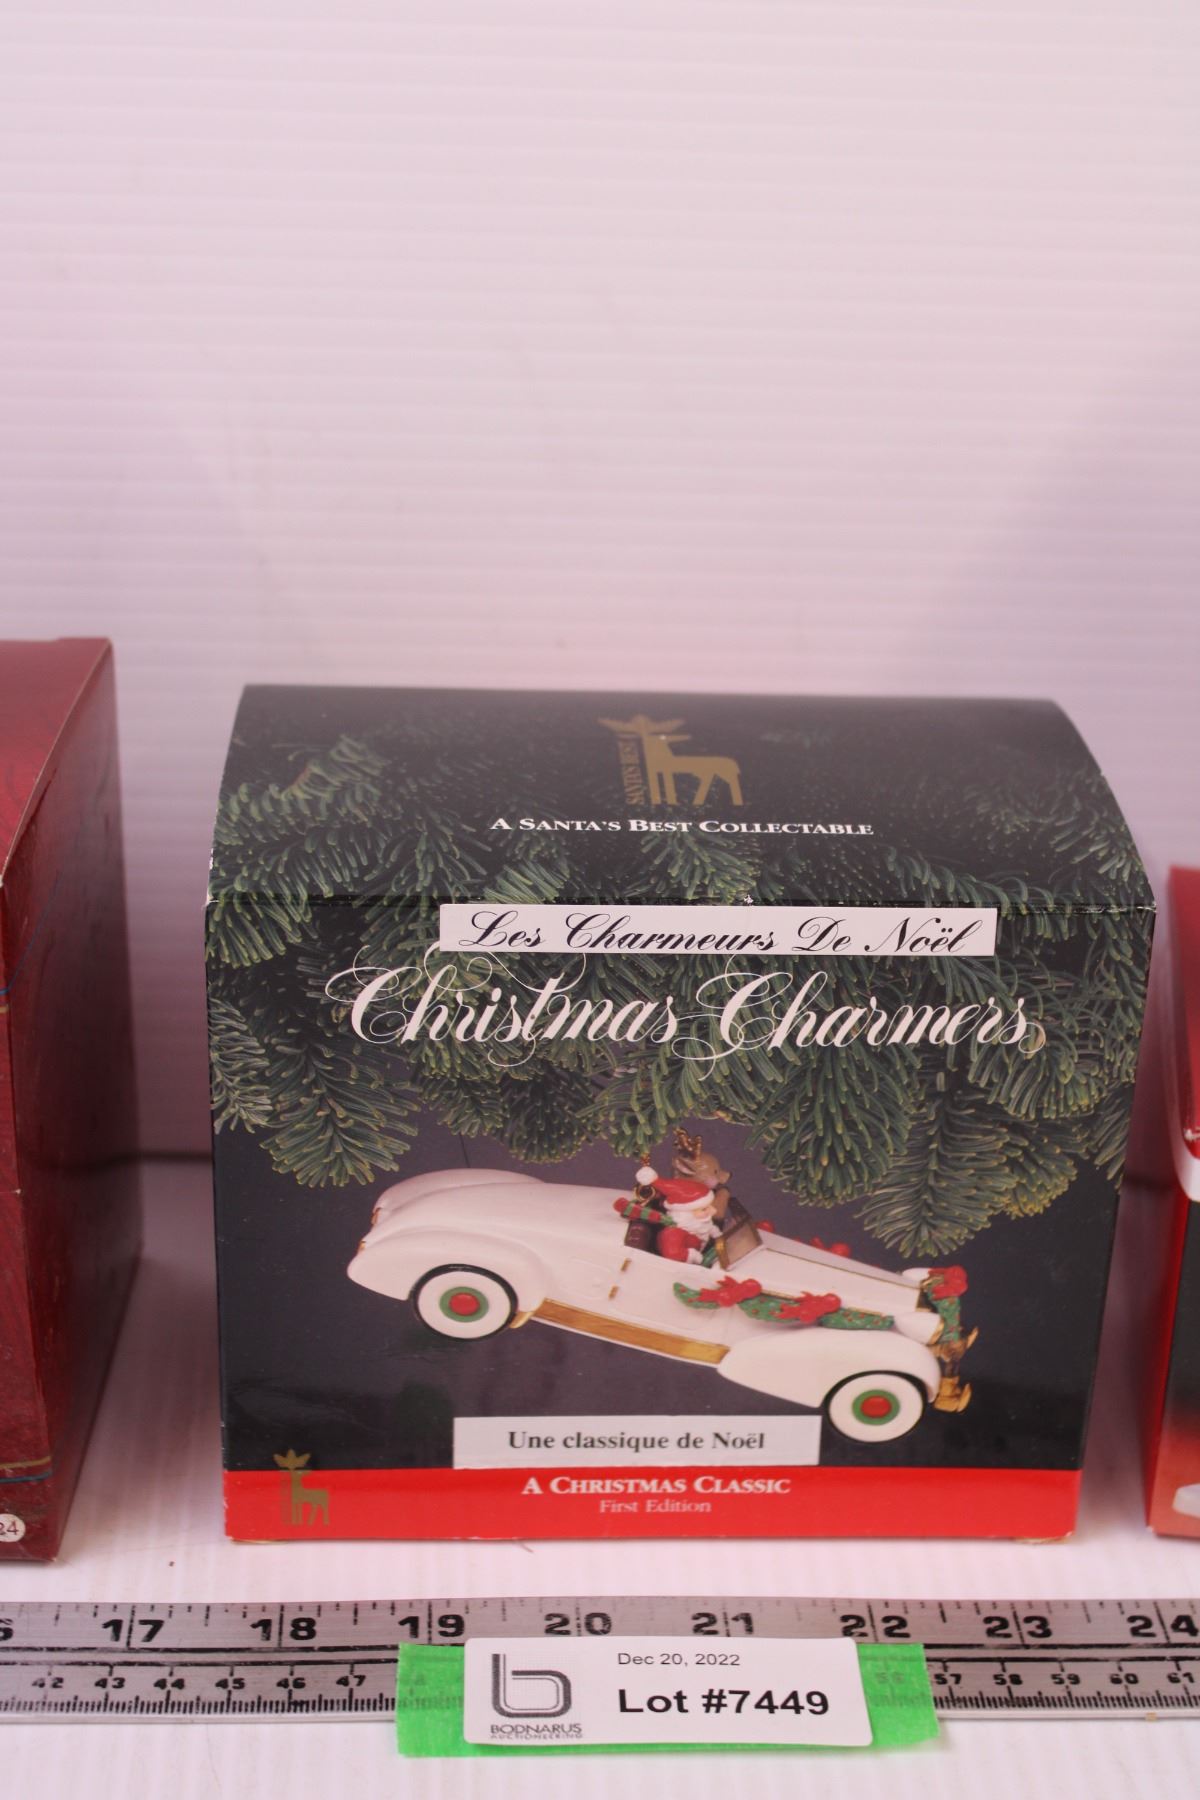 SANTA'S BEST
A SANTA'S BEST COLLECTABLE
Les Charmeurs De Noël
Christmas Charmers
Une classique de Noël
A CHRISTMAS CLASSIC
First Edition
24
17 18 19 20 21 22 23 24
42 43 44 45 46 47 57 58 59 60 61
Dec 20, 2022
Lot #7449
BODNARUS
AUCTIONEERING